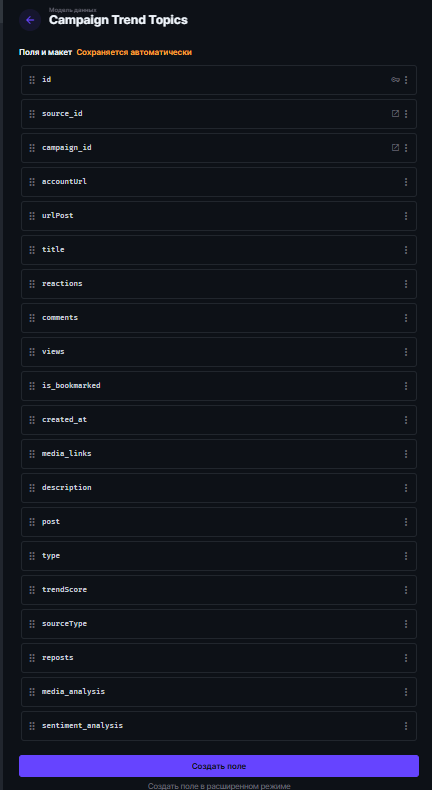 Модель данных
Campaign Trend Topics
Поля и макет Сохраняется автоматически
id
source_id
campaign_id
accountUrl
urlPost
title
reactions
comments
views
is_bookmarked
created_at
media_links
description
post
type
trendScore
sourceType
reposts
media_analysis
sentiment_analysis
Создать поле
Создать поле в расширенном режиме